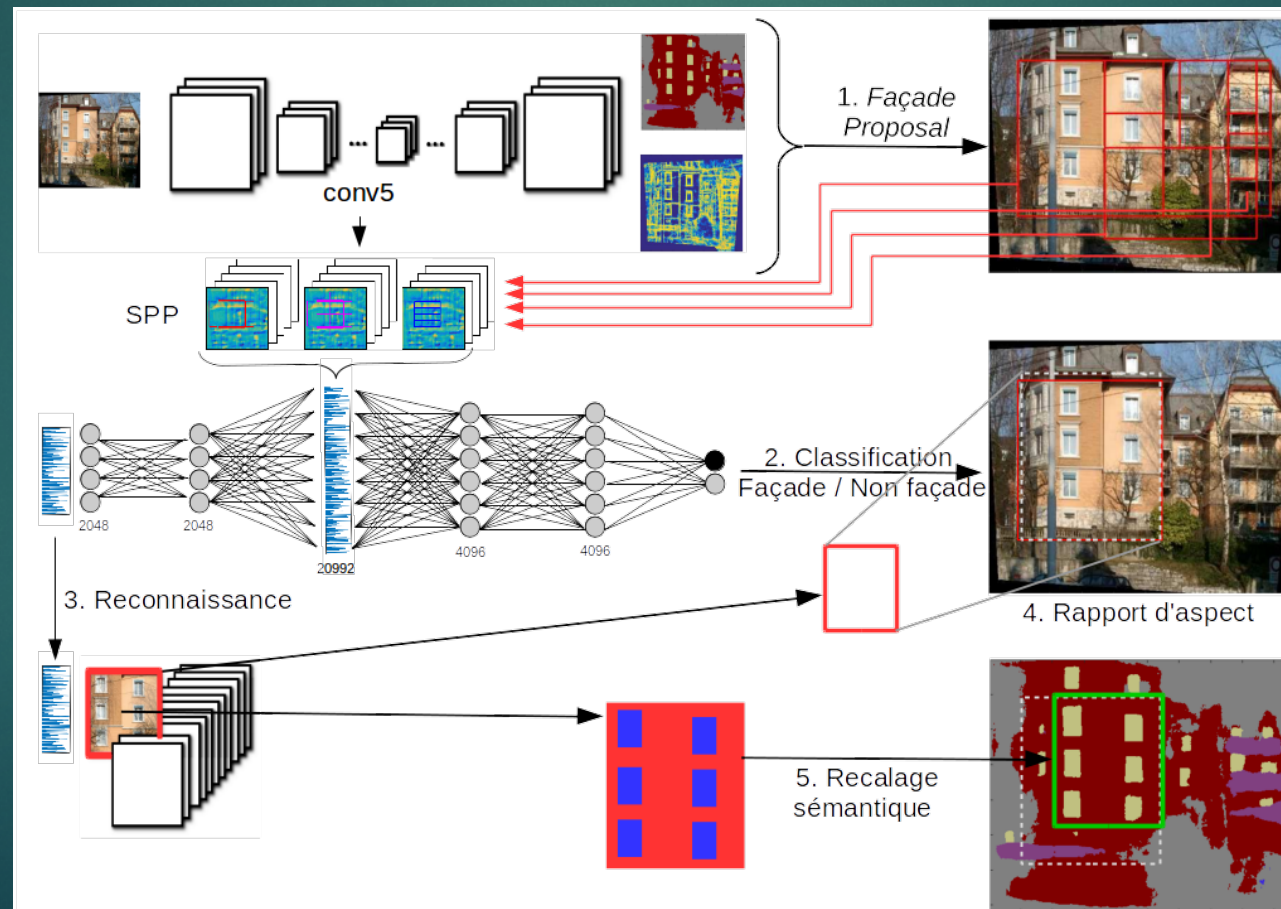 1. Façade
Proposal
...
...
conv5
SPP
2. Classification
Façade / Non façade
2048
2048
20992
4096
4096
3. Reconnaissance
4. Rapport d'aspect
5. Recalage
sémantique